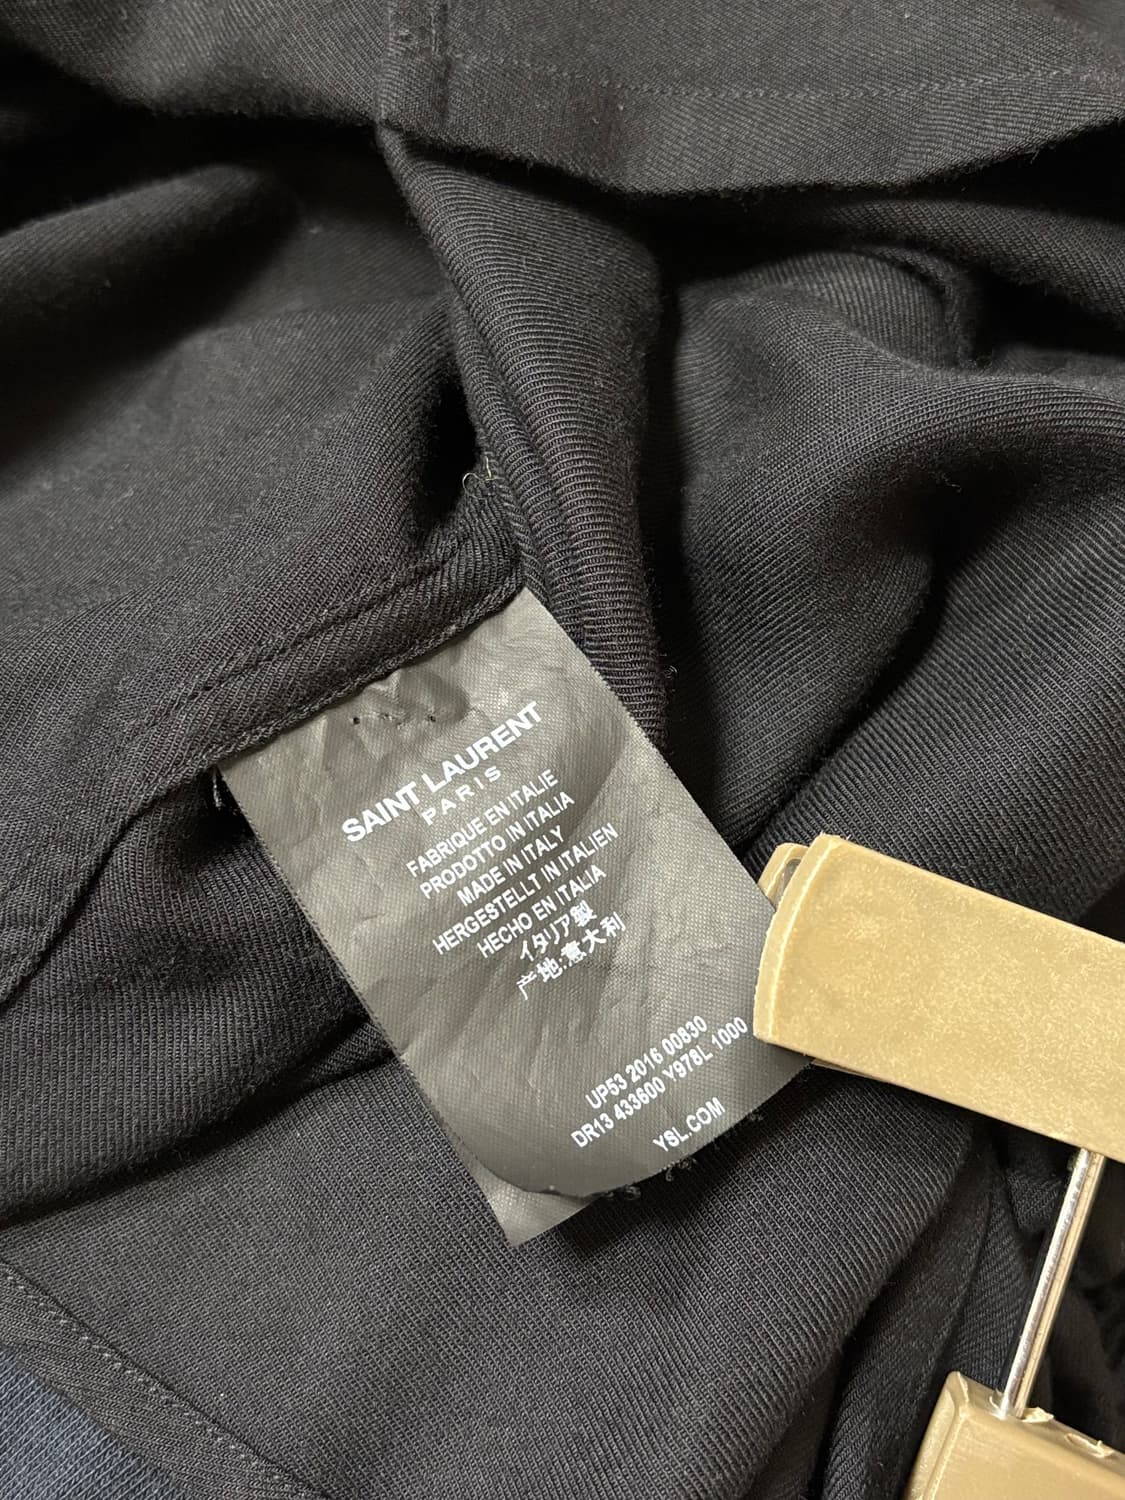 SAINT LAURENT
PARIS
FABRIQUE EN ITALIE
PRODOTTO IN ITALIA
MADE IN ITALY
HERGESTELLT IN ITALIEN
HECHO EN ITALIA
イタリア製
产地:意大利
UP53 2016 00830
DR13 433600 Y978L 1000
YSL.COM